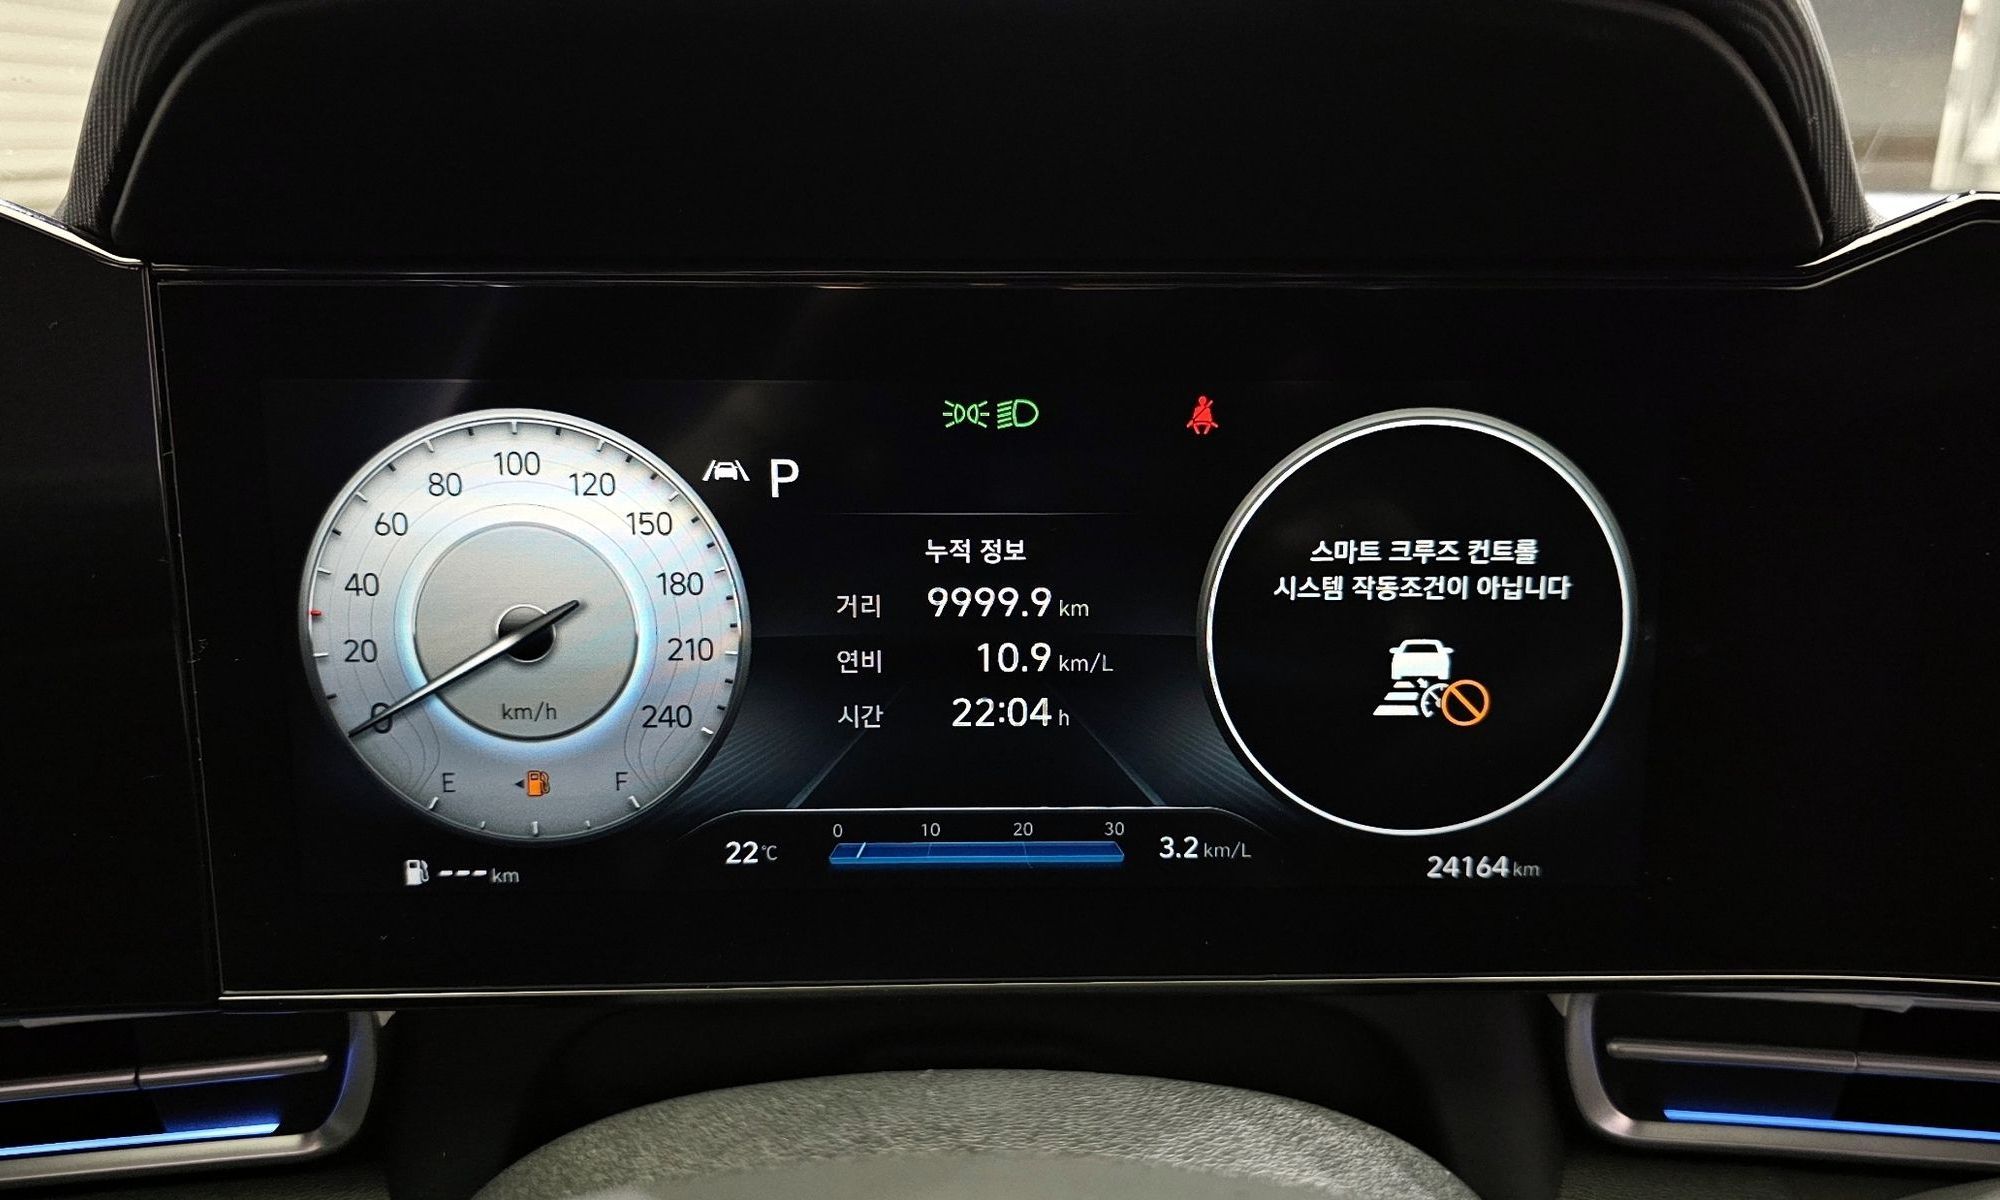 0
20
40
60
80
100
120
150
180
210
240
km/h
E
F
--- km
P
누적 정보
거리 9999.9 km
연비 10.9 km/L
시간 22:04 h
22℃
0 10 20 30
3.2 km/L
스마트 크루즈 컨트롤
시스템 작동조건이 아닙니다
24164 km